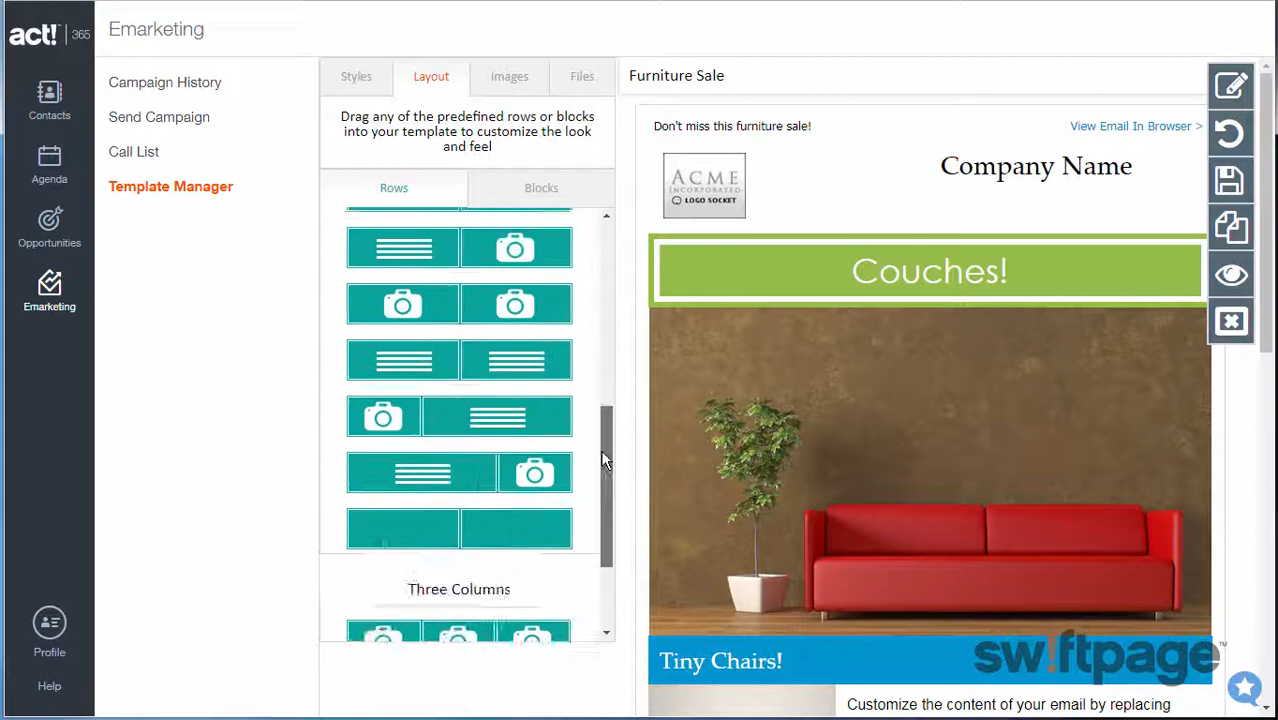 act! 365
Emarketing
Contacts
Agenda
Opportunities
Emarketing
Profile
Help
Campaign History
Send Campaign
Call List
Template Manager
Styles
Layout
Images
Files
Drag any of the predefined rows or blocks
into your template to customize the look
and feel
Rows
Blocks
Three Columns
Furniture Sale
Don't miss this furniture sale!
View Email In Browser >
ACME
INCORPORATED
LOGO SOCKET
Company Name
Couches!
Tiny Chairs!
sw!ftpage™
Customize the content of your email by replacing